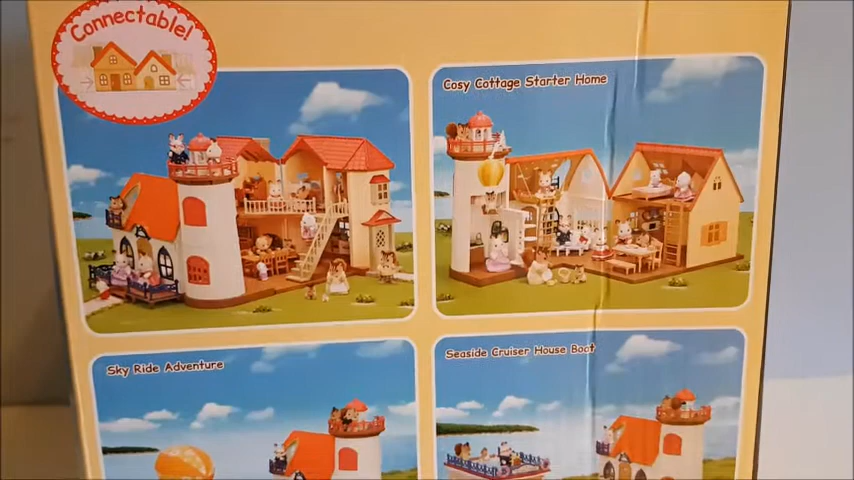 Connectable!
Cosy Cottage Starter Home
Sky Ride Adventure
Seaside Cruiser House Boat